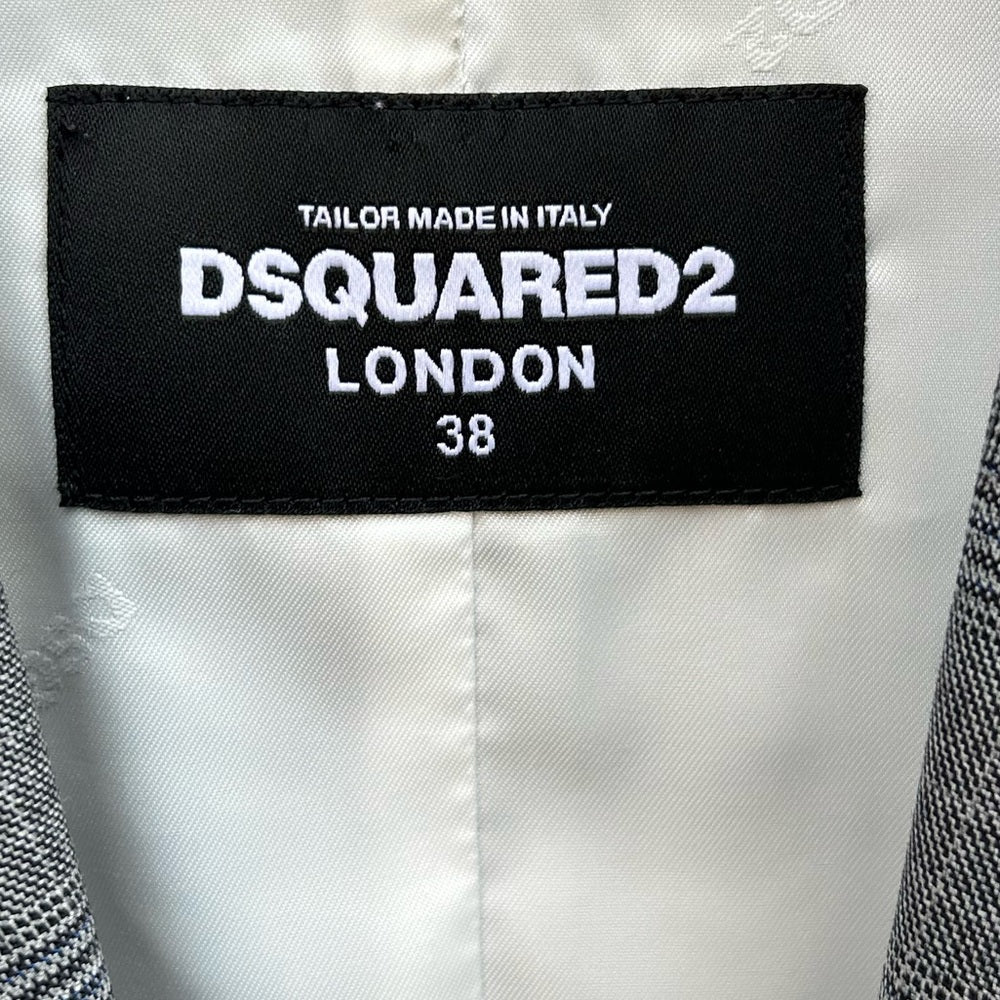 TAILOR MADE IN ITALY
DSQUARED2
LONDON
38